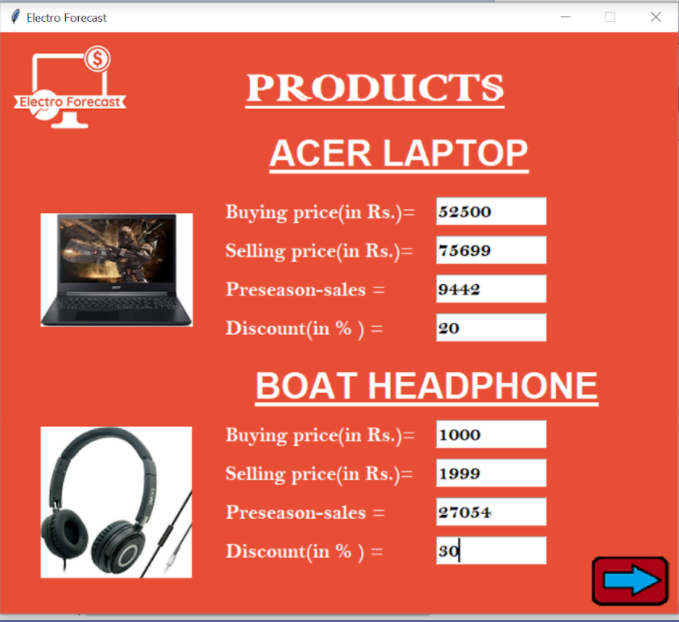 Electro Forecast
$
Electro Forecast
PRODUCTS
ACER LAPTOP
Buying price(in Rs.)= 52500
Selling price(in Rs.)= 75699
Preseason-sales = 9442
Discount(in % ) = 20
BOAT HEADPHONE
Buying price(in Rs.)= 1000
Selling price(in Rs.)= 1999
Preseason-sales = 27054
Discount(in % ) = 30